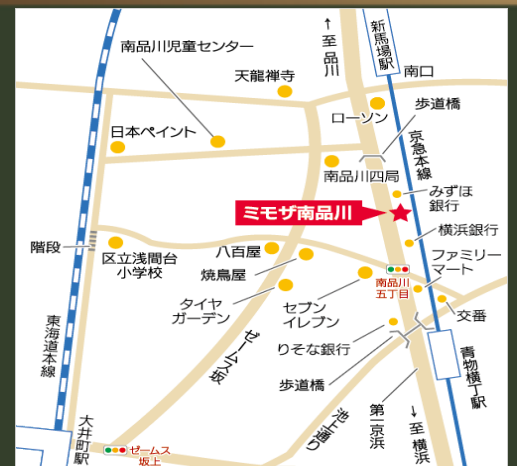 南品川児童センター
↑至品川
新馬場駅
南口
天龍禅寺
ローソン
歩道橋
日本ペイント
京急本線
南品川四局
みずほ
銀行
ミモザ南品川
横浜銀行
階段
区立浅間台
小学校
八百屋
焼鳥屋
ファミリー
マート
南品川
五丁目
タイヤ
ガーデン
セブン
イレブン
交番
東海道本線
ゼームス坂
りそな銀行
歩道橋
青物横丁駅
大井町駅
ゼームス
坂上
池上通り
第一京浜
↓至横浜